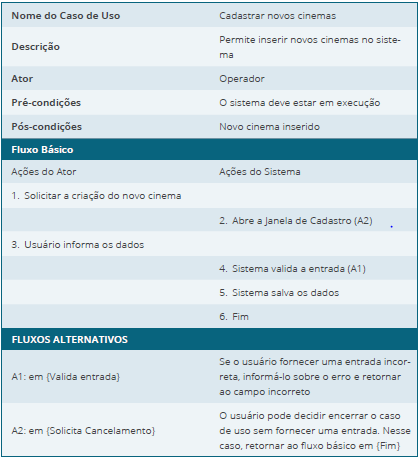 Nome do Caso de Uso
Cadastrar novos cinemas
Descrição
Permite inserir novos cinemas no siste-
ma
Ator
Operador
Pré-condições
O sistema deve estar em execução
Pós-condições
Novo cinema inserido
Fluxo Básico
Ações do Ator
Ações do Sistema
1. Solicitar a criação do novo cinema
2. Abre a Janela de Cadastro (A2)
3. Usuário informa os dados
4. Sistema valida a entrada (A1)
5. Sistema salva os dados
6. Fim
FLUXOS ALTERNATIVOS
A1: em {Valida entrada}
Se o usuário fornecer uma entrada incor-
reta, informá-lo sobre o erro e retornar
ao campo incorreto
A2: em {Solicita Cancelamento}
O usuário pode decidir encerrar o caso
de uso sem fornecer uma entrada. Nesse
caso, retornar ao fluxo básico em {Fim}